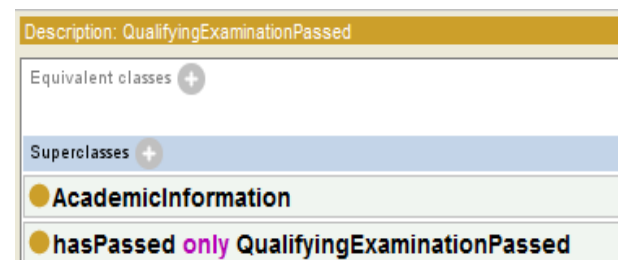 Description: QualifyingExaminationPassed
Equivalent classes
Superclasses
AcademicInformation
hasPassed only QualifyingExaminationPassed